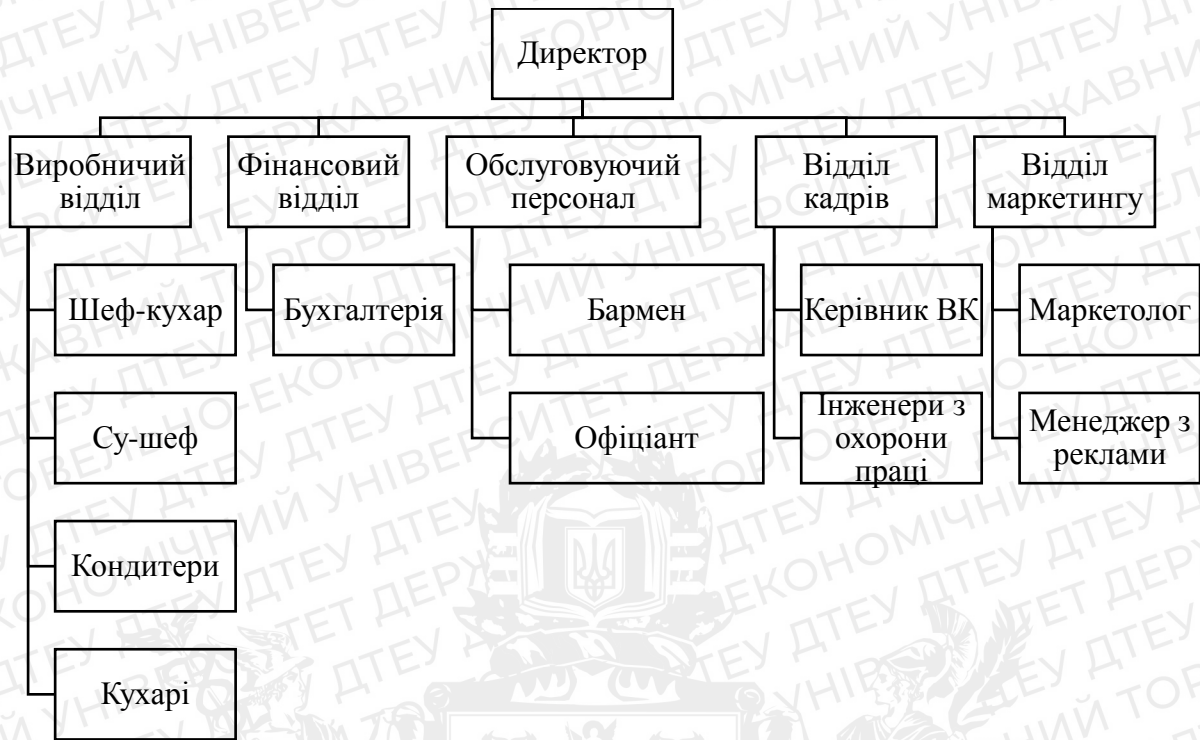 Директор
Виробничий
відділ
Фінансовий
відділ
Обслуговуючий
персонал
Відділ
кадрів
Відділ
маркетингу
Шеф-кухар
Бухгалтерія
Бармен
Керівник ВК
Маркетолог
Су-шеф
Офіціант
Інженери з
охорони
праці
Менеджер з
реклами
Кондитери
Кухарі